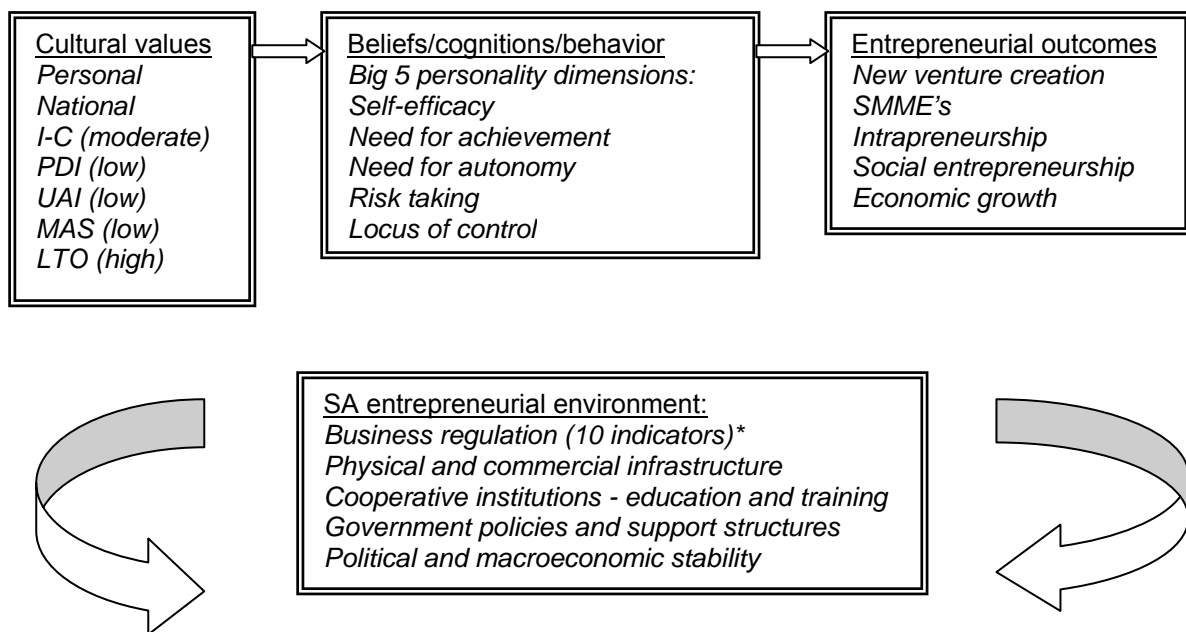 Cultural values
Personal
National
I-C (moderate)
PDI (low)
UAI (low)
MAS (low)
LTO (high)
Beliefs/cognitions/behavior
Big 5 personality dimensions:
Self-efficacy
Need for achievement
Need for autonomy
Risk taking
Locus of control
Entrepreneurial outcomes
New venture creation
SMME's
Intrapreneurship
Social entrepreneurship
Economic growth
SA entrepreneurial environment:
Business regulation (10 indicators)*
Physical and commercial infrastructure
Cooperative institutions - education and training
Government policies and support structures
Political and macroeconomic stability